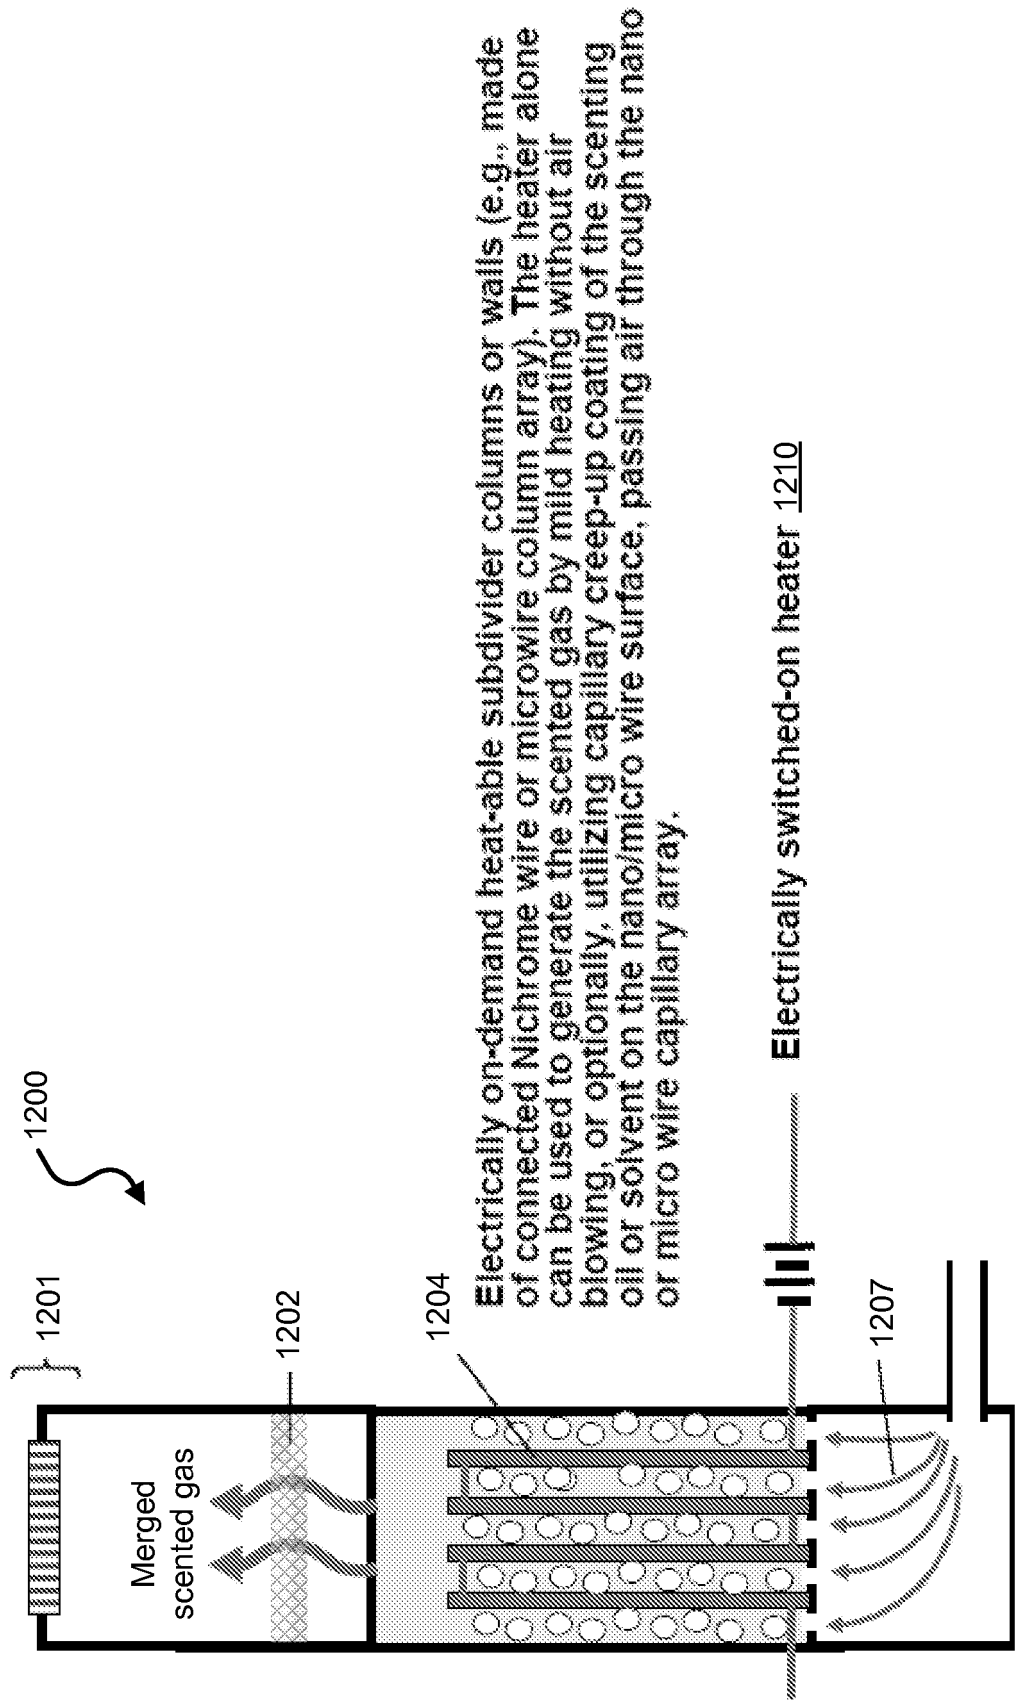 1200
1201
1202
1204
1207
Merged
scented gas
Electrically on-demand heat-able subdivider columns or walls (e.g., made
of connected Nichrome wire or microwire column array). The heater alone
can be used to generate the scented gas by mild heating without air
blowing, or optionally, utilizing capillary creep-up coating of the scenting
oil or solvent on the nano/micro wire surface, passing air through the nano
or micro wire capillary array.
Electrically switched-on heater 1210